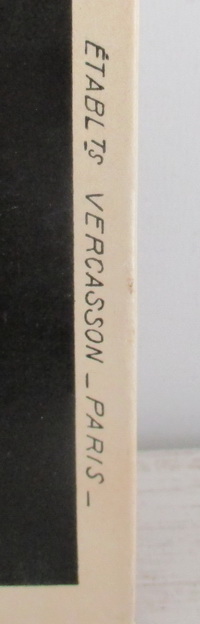 ÉTABLTS VERCASSON _ PARIS _